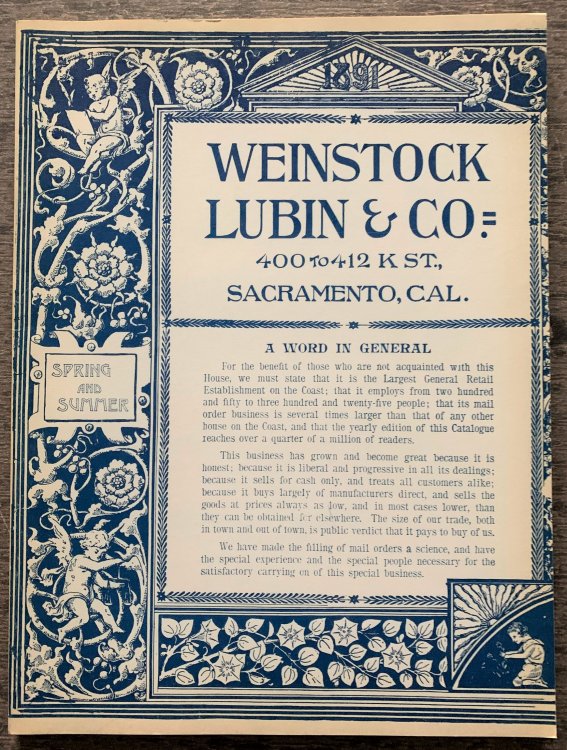 1891
WEINSTOCK
LUBIN & CO.=
400 TO 412 K ST.,
SACRAMENTO, CAL.
SPRING
AND
SUMMER
A WORD IN GENERAL
For the benefit of those who are not acquainted with this
House, we must state that it is the Largest General Retail
Establishment on the Coast; that it employs from two hundred
and fifty to three hundred and twenty-five people; that its mail
order business is several times larger than that of any other
house on the Coast, and that the yearly edition of this Catalogue
reaches over a quarter of a million of readers.
This business has grown and become great because it is
honest; because it is liberal and progressive in all its dealings;
because it sells for cash only, and treats all customers alike;
because it buys largely of manufacturers direct, and sells the
goods at prices always as low, and in most cases lower, than
they can be obtained for elsewhere. The size of our trade, both
in town and out of town, is public verdict that it pays to buy of us.
We have made the filling of mail orders a science, and have
the special experience and the special people necessary for the
satisfactory carrying on of this special business.